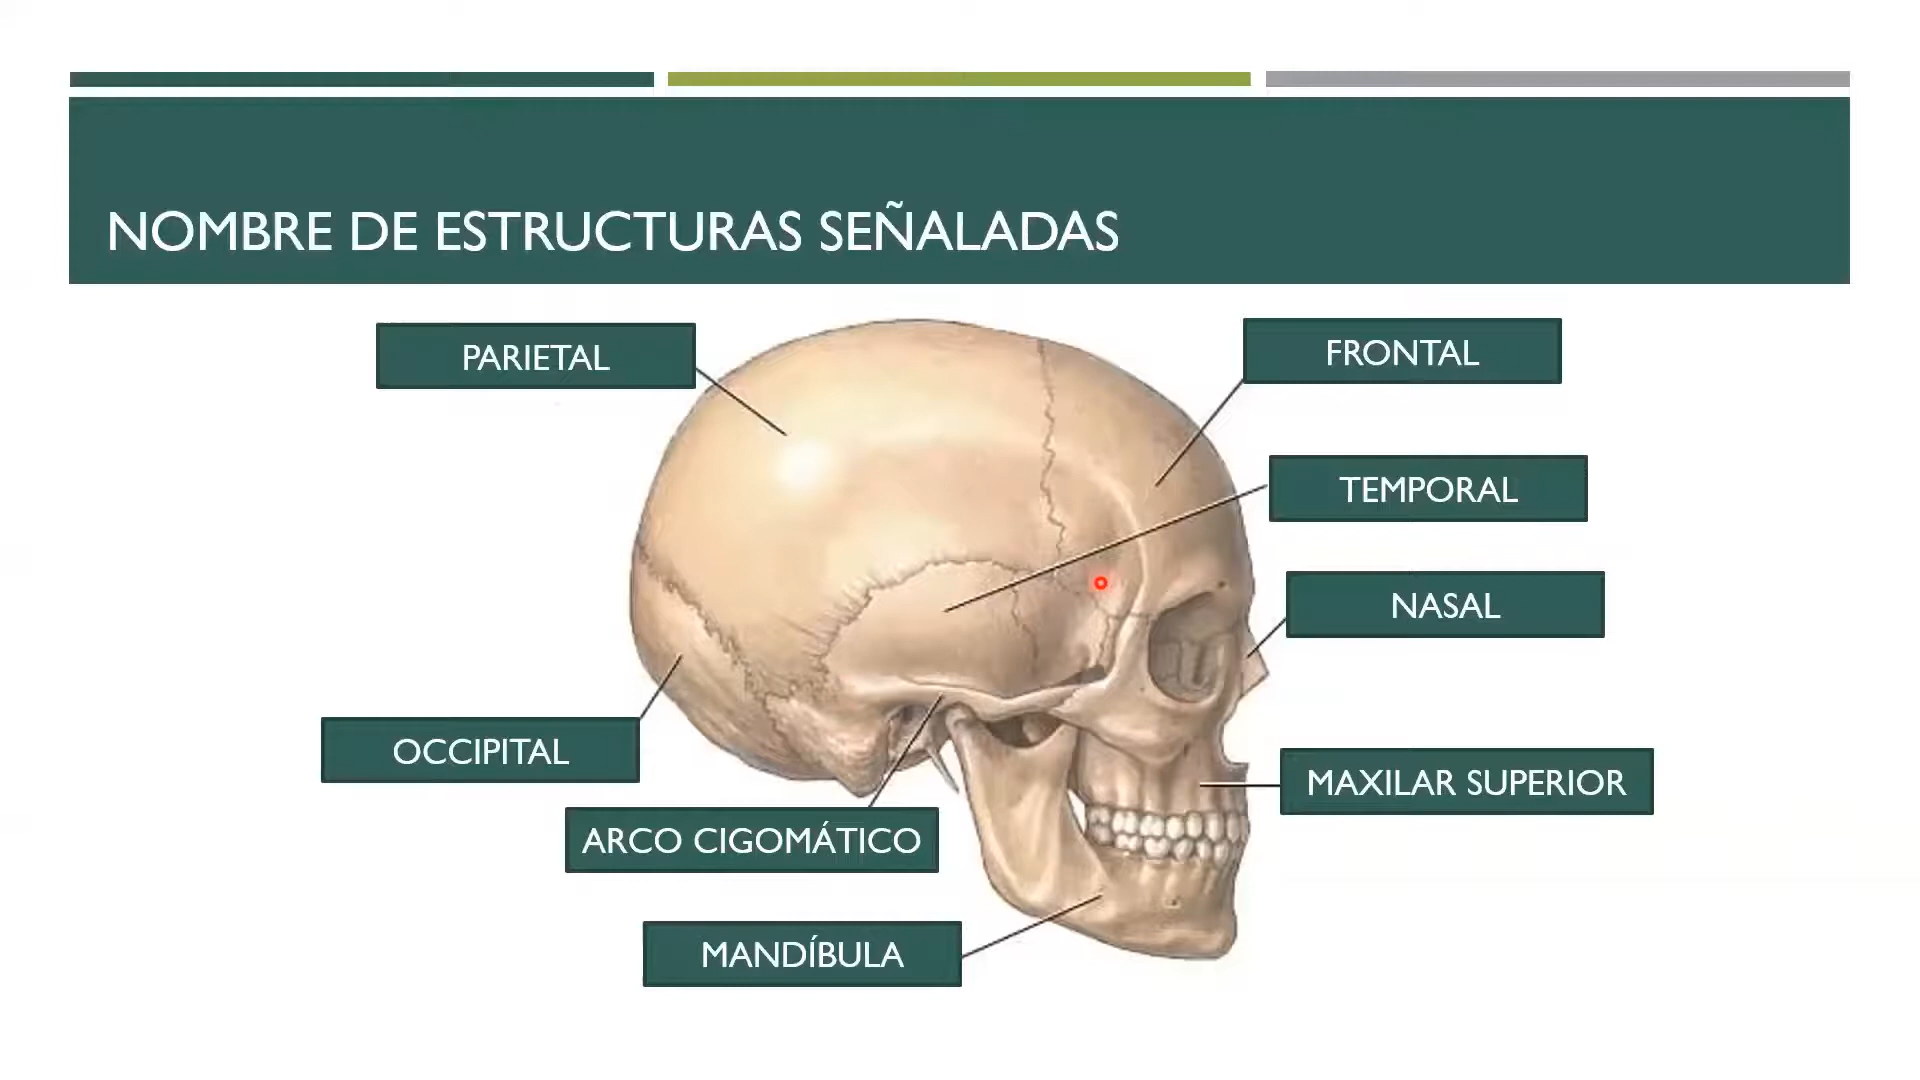 NOMBRE DE ESTRUCTURAS SEÑALADAS
PARIETAL
FRONTAL
TEMPORAL
NASAL
OCCIPITAL
MAXILAR SUPERIOR
ARCO CIGOMÁTICO
MANDÍBULA